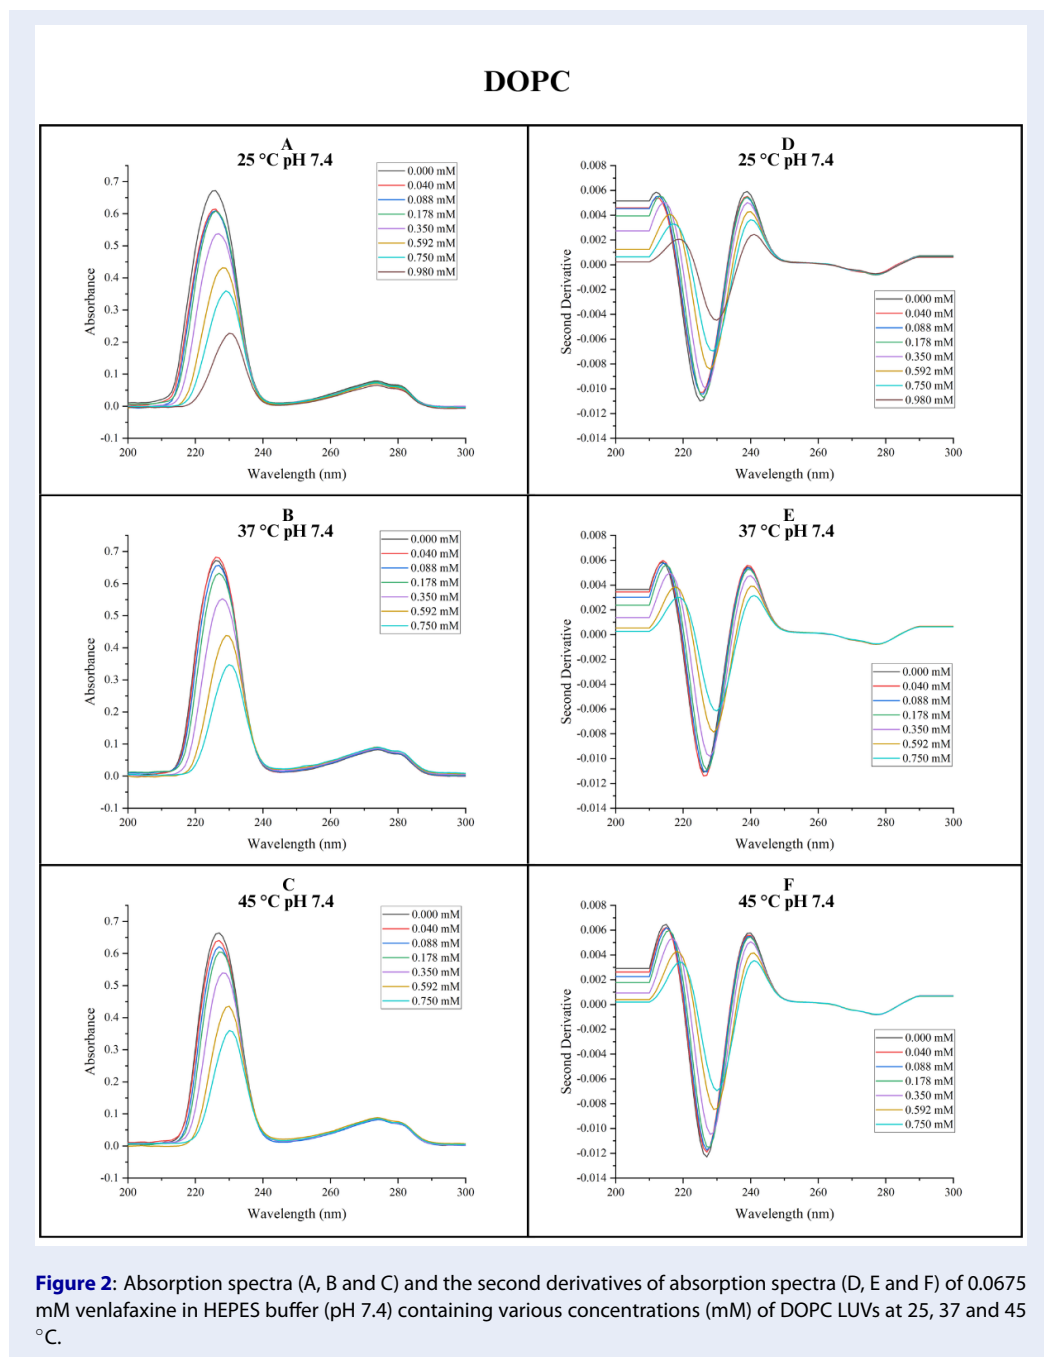 DOPC
A
25 °C pH 7.4
0.000 mM
0.040 mM
0.088 mM
0.178 mM
0.350 mM
0.592 mM
0.750 mM
0.980 mM
0.7
0.6
0.5
0.4
0.3
0.2
0.1
0.0
-0.1
Absorbance
200 220 240 260 280 300
Wavelength (nm)
D
25 °C pH 7.4
0.008
0.006
0.004
0.002
0.000
-0.002
-0.004
-0.006
-0.008
-0.010
-0.012
-0.014
Second Derivative
0.000 mM
0.040 mM
0.088 mM
0.178 mM
0.350 mM
0.592 mM
0.750 mM
0.980 mM
200 220 240 260 280 300
Wavelength (nm)
B
37 °C pH 7.4
0.000 mM
0.040 mM
0.088 mM
0.178 mM
0.350 mM
0.592 mM
0.750 mM
0.7
0.6
0.5
0.4
0.3
0.2
0.1
0.0
-0.1
Absorbance
200 220 240 260 280 300
Wavelength (nm)
E
37 °C pH 7.4
0.008
0.006
0.004
0.002
0.000
-0.002
-0.004
-0.006
-0.008
-0.010
-0.012
-0.014
Second Derivative
0.000 mM
0.040 mM
0.088 mM
0.178 mM
0.350 mM
0.592 mM
0.750 mM
200 220 240 260 280 300
Wavelength (nm)
C
45 °C pH 7.4
0.000 mM
0.040 mM
0.088 mM
0.178 mM
0.350 mM
0.592 mM
0.750 mM
0.7
0.6
0.5
0.4
0.3
0.2
0.1
0.0
-0.1
Absorbance
200 220 240 260 280 300
Wavelength (nm)
F
45 °C pH 7.4
0.008
0.006
0.004
0.002
0.000
-0.002
-0.004
-0.006
-0.008
-0.010
-0.012
-0.014
Second Derivative
0.000 mM
0.040 mM
0.088 mM
0.178 mM
0.350 mM
0.592 mM
0.750 mM
200 220 240 260 280 300
Wavelength (nm)
Figure 2: Absorption spectra (A, B and C) and the second derivatives of absorption spectra (D, E and F) of 0.0675
mM venlafaxine in HEPES buffer (pH 7.4) containing various concentrations (mM) of DOPC LUVs at 25, 37 and 45
°C.